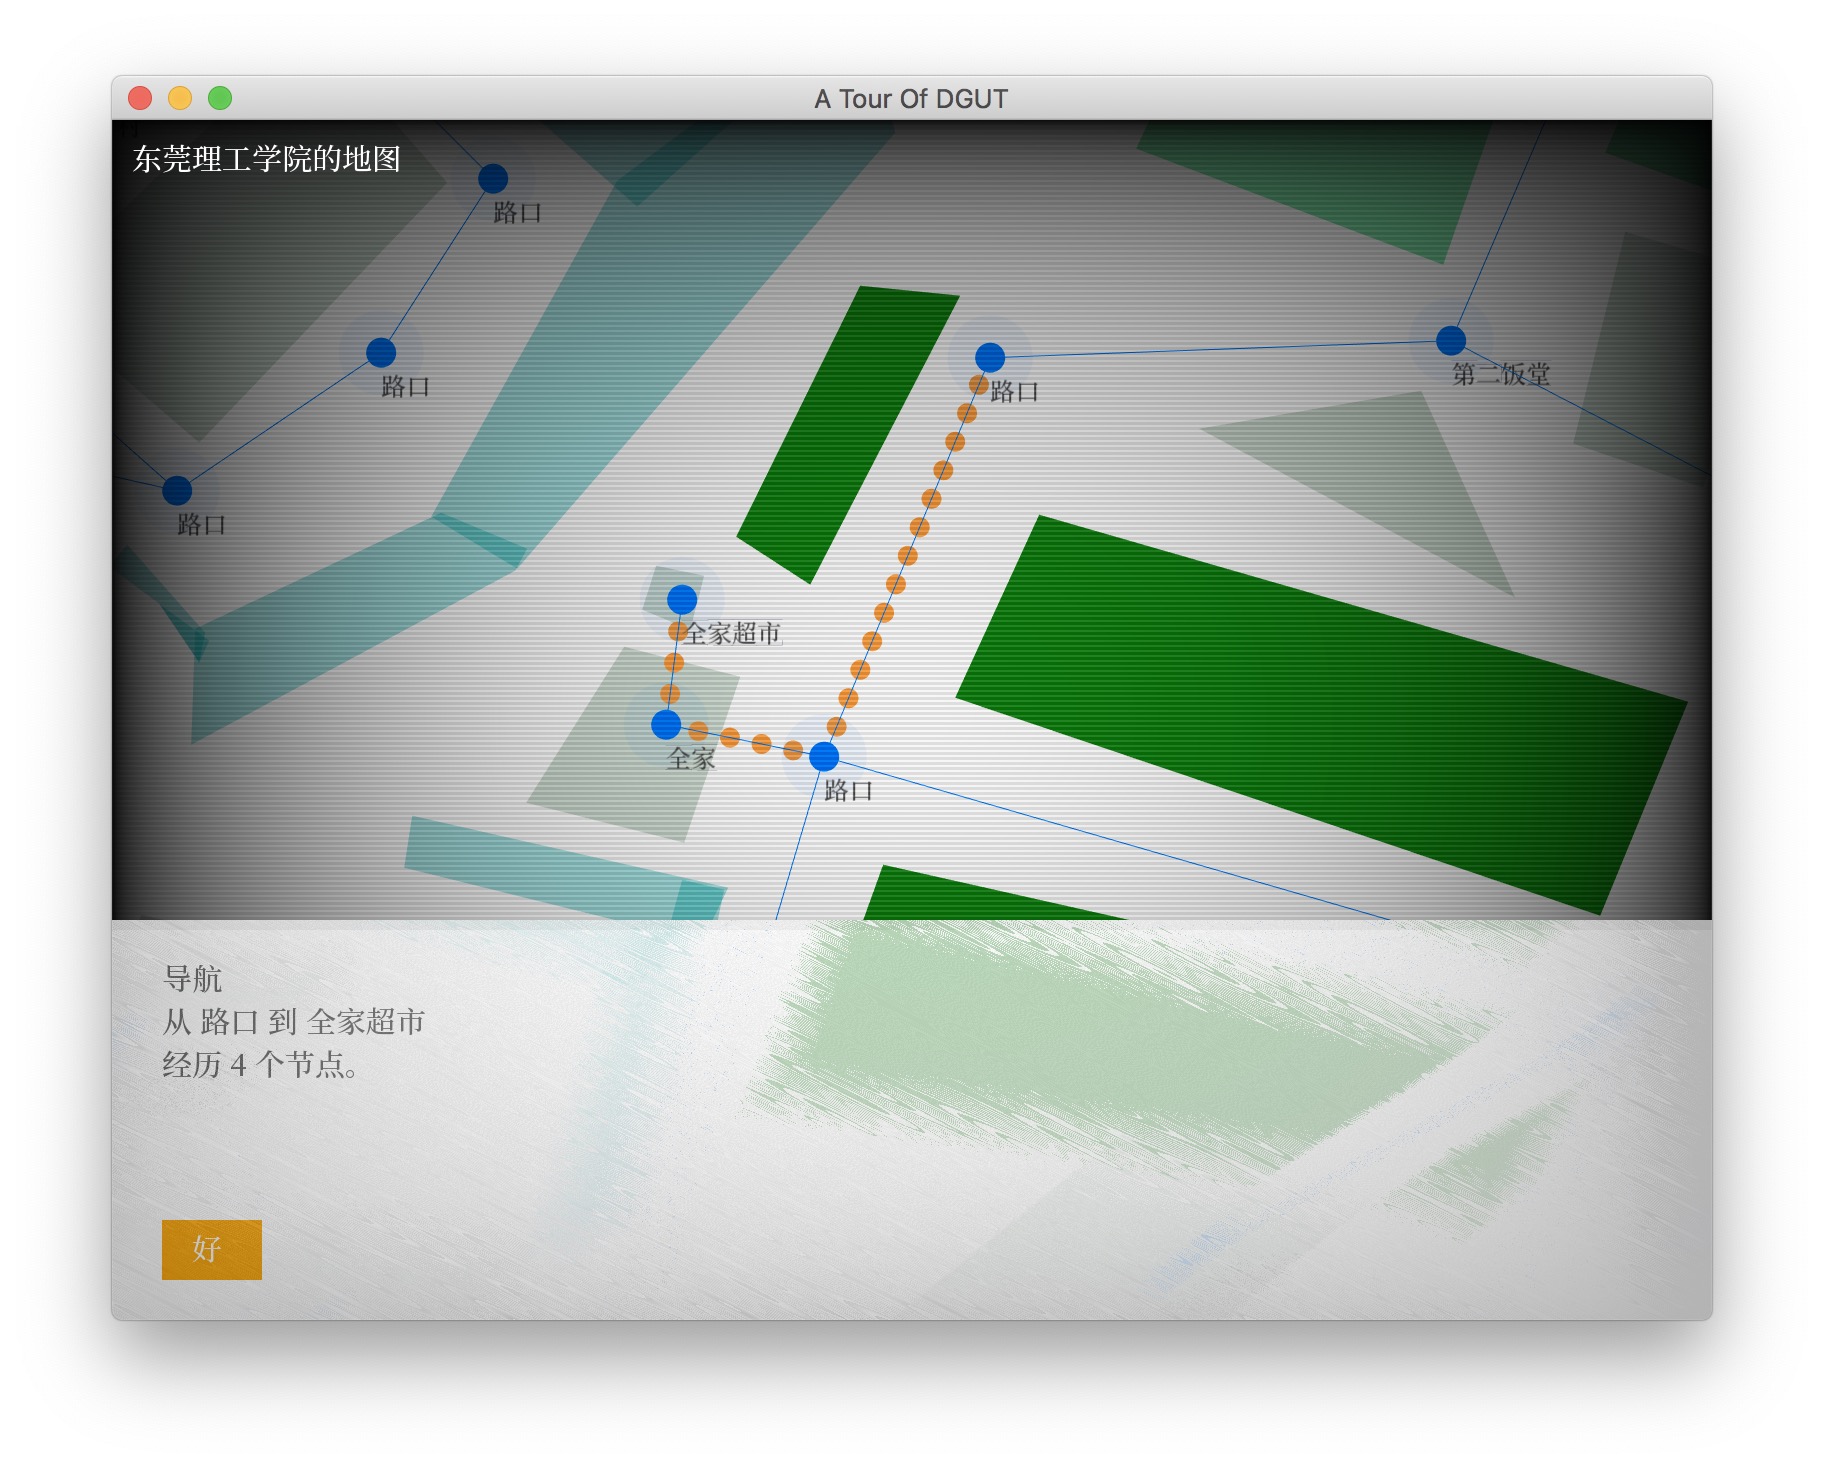 A Tour Of DGUT
东莞理工学院的地图
路口
路口
路口
第二饭堂
路口
全家超市
全家
路口
导航
从 路口 到 全家超市
经历 4 个节点。
好